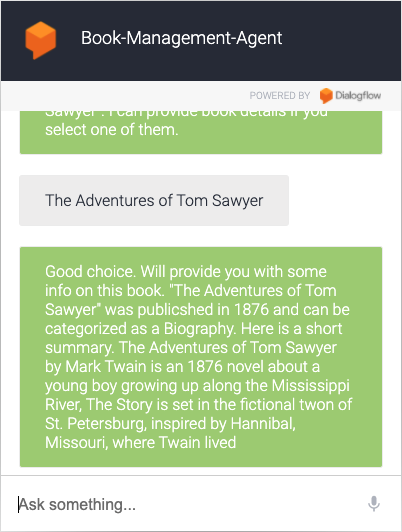 Book-Management-Agent
POWERED BY Dialogflow
Sawyer". I can provide book details if you
select one of them.
The Adventures of Tom Sawyer
Good choice. Will provide you with some
info on this book. "The Adventures of Tom
Sawyer" was publicshed in 1876 and can be
categorized as a Biography. Here is a short
summary. The Adventures of Tom Sawyer
by Mark Twain is an 1876 novel about a
young boy growing up along the Mississippi
River, The Story is set in the fictional twon of
St. Petersburg, inspired by Hannibal,
Missouri, where Twain lived
Ask something...